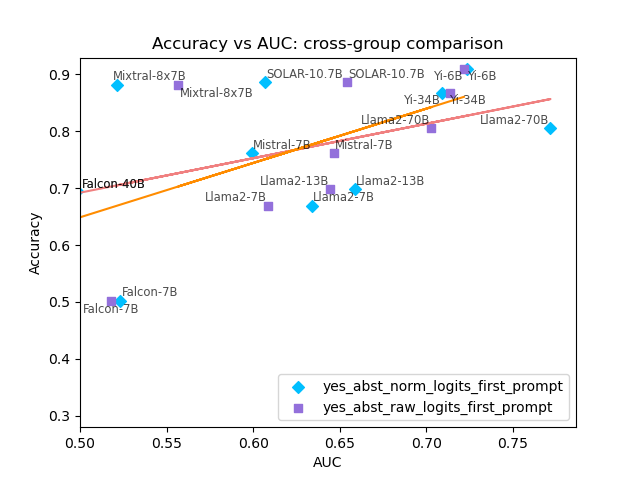 Accuracy vs AUC: cross-group comparison
0.9
0.8
0.7
0.6
0.5
0.4
0.3
Accuracy
Mixtral-8x7B
Mixtral-8x7B
SOLAR-10.7B
SOLAR-10.7B
Yi-6B
Yi-6B
Yi-34B
Yi-34B
Llama2-70B
Llama2-70B
Mistral-7B
Mistral-7B
Falcon-40B
Llama2-13B
Llama2-13B
Llama2-7B
Llama2-7B
Falcon-7B
Falcon-7B
yes_abst_norm_logits_first_prompt
yes_abst_raw_logits_first_prompt
0.50
0.55
0.60
0.65
0.70
0.75
AUC